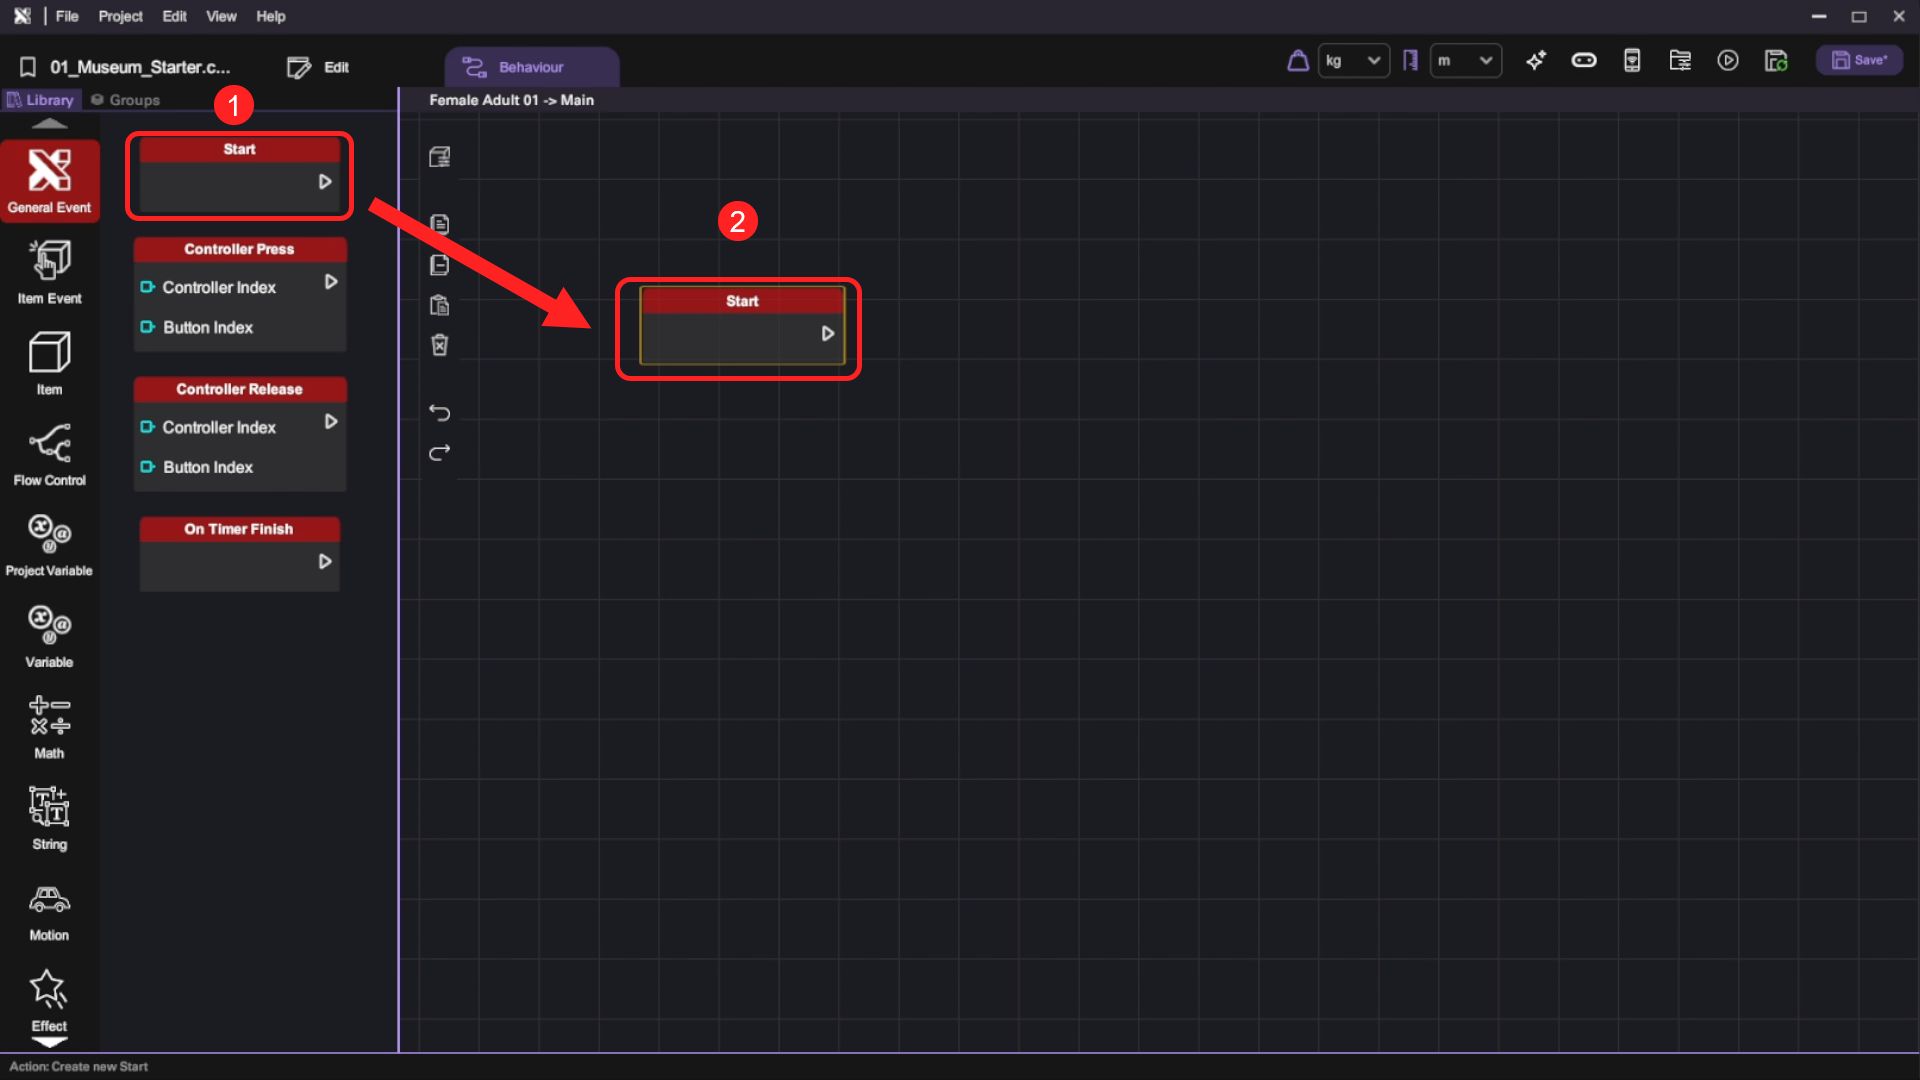 File Project Edit View Help
01_Museum_Starter.c... Edit Behaviour kg m Save*
Library Groups
Female Adult 01 -> Main
1
2
General Event
Item Event
Item
Flow Control
Project Variable
Variable
Math
String
Motion
Effect
Start
Controller Press
Controller Index
Button Index
Controller Release
Controller Index
Button Index
On Timer Finish
Start
Action: Create new Start